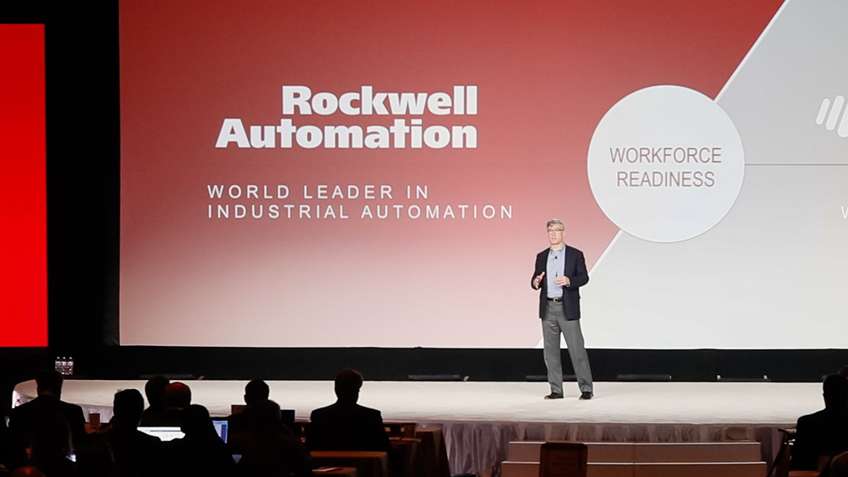 Rockwell
Automation
WORLD LEADER IN
INDUSTRIAL AUTOMATION
WORKFORCE
READINESS
W